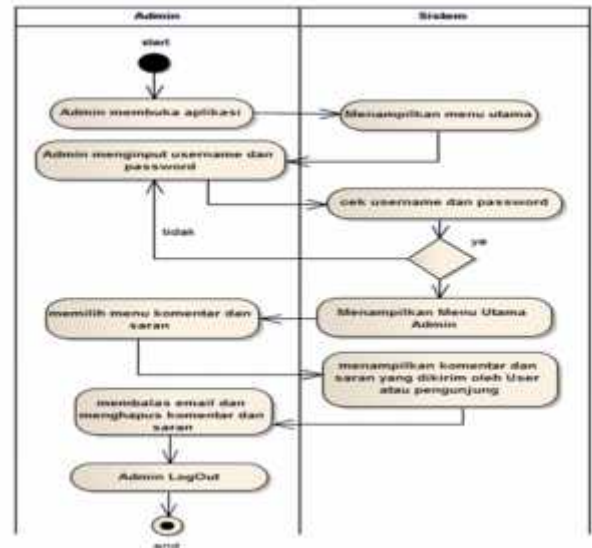 Admin
Sistem
start
Admin membuka aplikasi
Menampilkan menu utama
Admin menginput username dan
password
cek username dan password
tidak
ya
Menampilkan Menu Utama
Admin
memilih menu komentar dan
saran
menampilkan komentar dan
saran yang dikirim oleh User
atau pengunjung
membalas email dan
menghapus komentar dan
saran
Admin LogOut
end